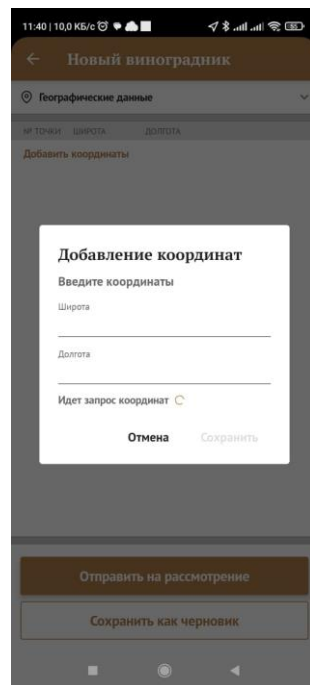 11:40 | 10,0 КБ/с
Новый виноградник
Географические данные
№ ТОЧКИ ШИРОТА ДОЛГОТА
Добавить координаты
Добавление координат
Введите координаты
Широта
Долгота
Идет запрос координат
Отмена Сохранить
Отправить на рассмотрение
Сохранить как черновик